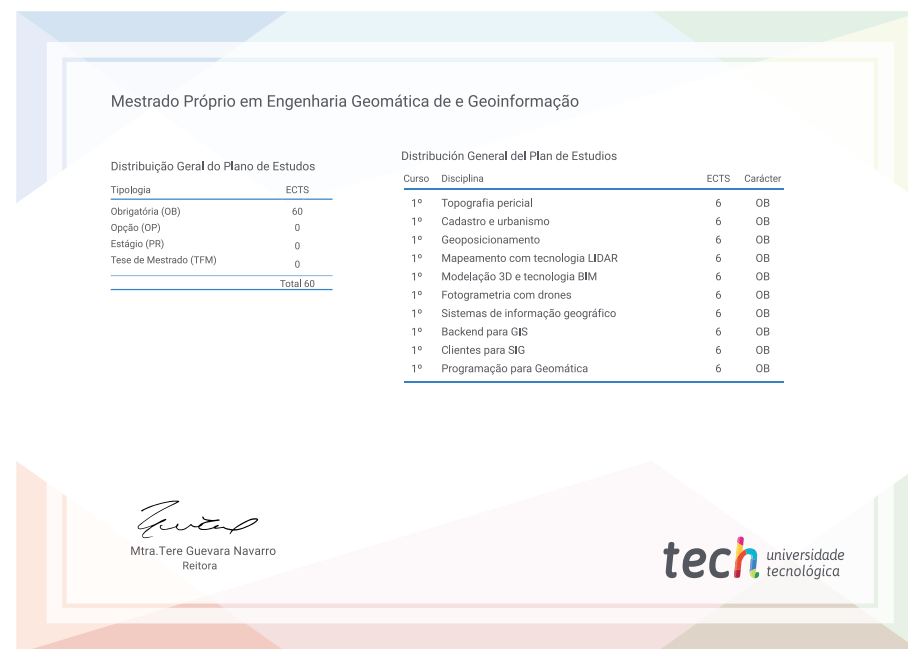 Mestrado Próprio em Engenharia Geomática de e Geoinformação
Distribuição Geral do Plano de Estudos
Tipologia ECTS
Obrigatória (OB) 60
Opção (OP) 0
Estágio (PR) 0
Tese de Mestrado (TFM) 0
Total 60
Distribución General del Plan de Estudios
Curso Disciplina ECTS Carácter
1º Topografia pericial 6 OB
1º Cadastro e urbanismo 6 OB
1º Geoposicionamento 6 OB
1º Mapeamento com tecnologia LIDAR 6 OB
1º Modelação 3D e tecnologia BIM 6 OB
1º Fotogrametria com drones 6 OB
1º Sistemas de informação geográfico 6 OB
1º Backend para GIS 6 OB
1º Clientes para SIG 6 OB
1º Programação para Geomática 6 OB
Mtra.Tere Guevara Navarro
Reitora
tech universidade
tecnológica